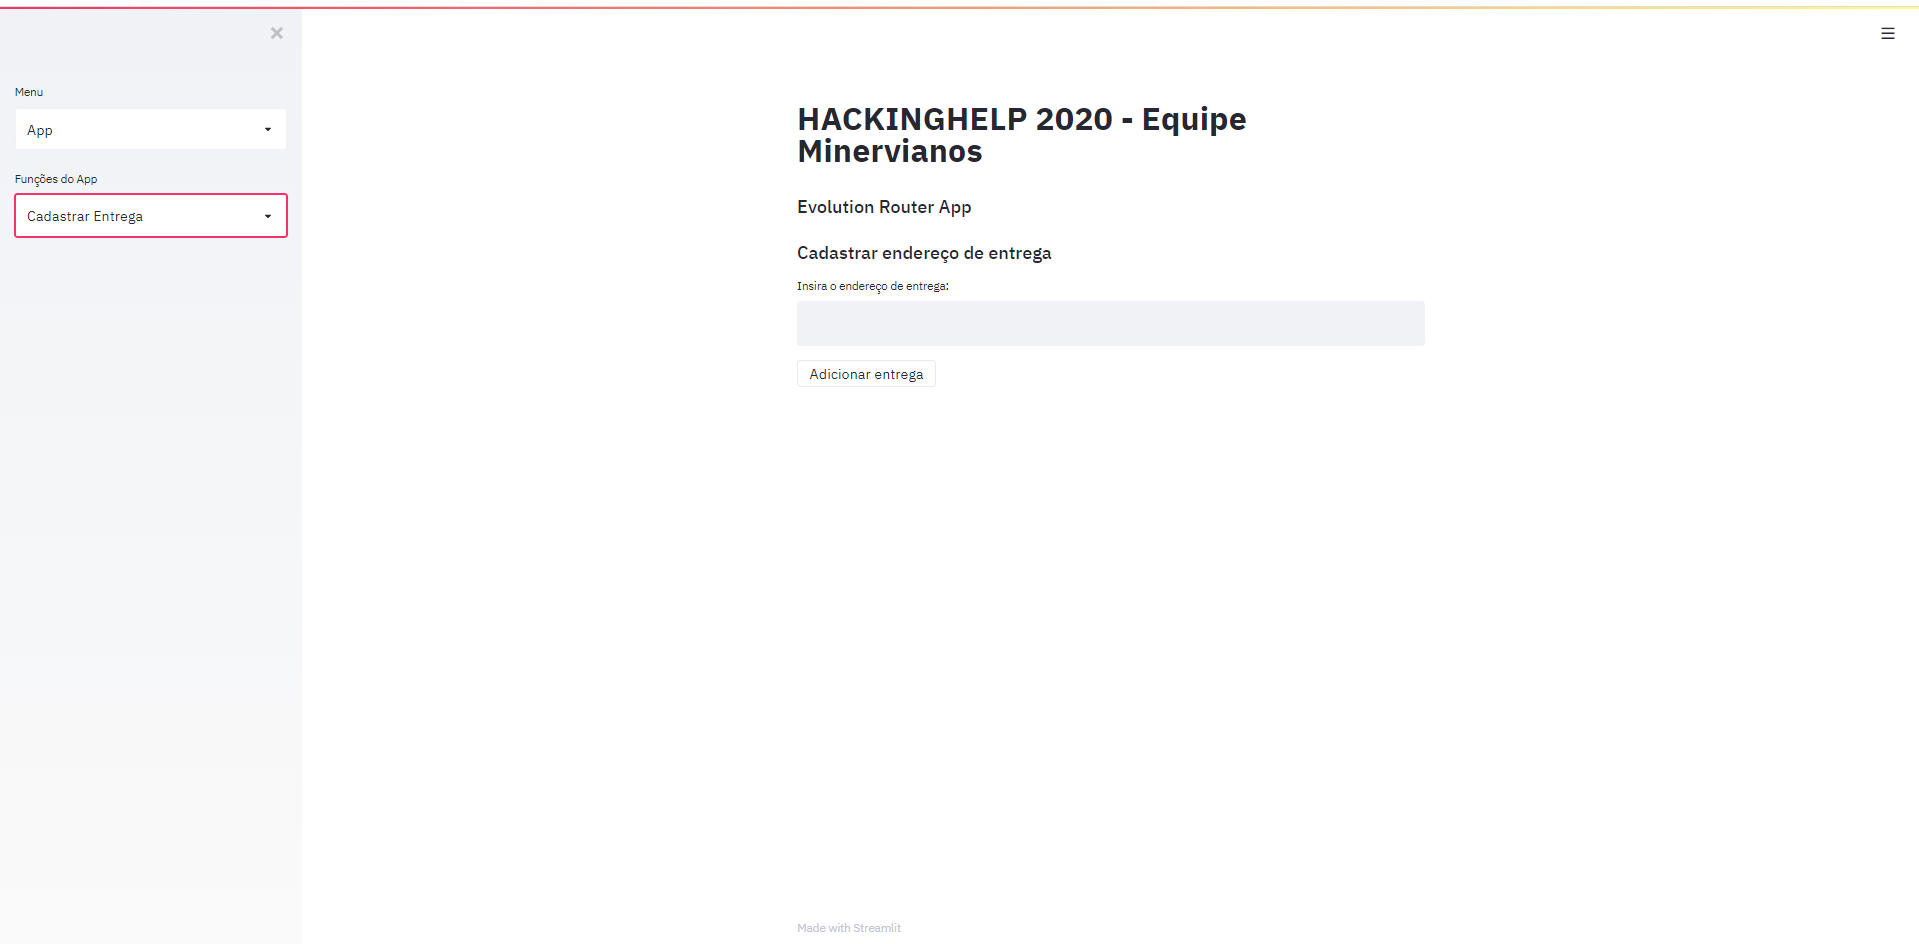 Menu
App
Funções do App
Cadastrar Entrega
HACKINGHELP 2020 - Equipe
Minervianos
Evolution Router App
Cadastrar endereço de entrega
Insira o endereço de entrega:
Adicionar entrega
Made with Streamlit